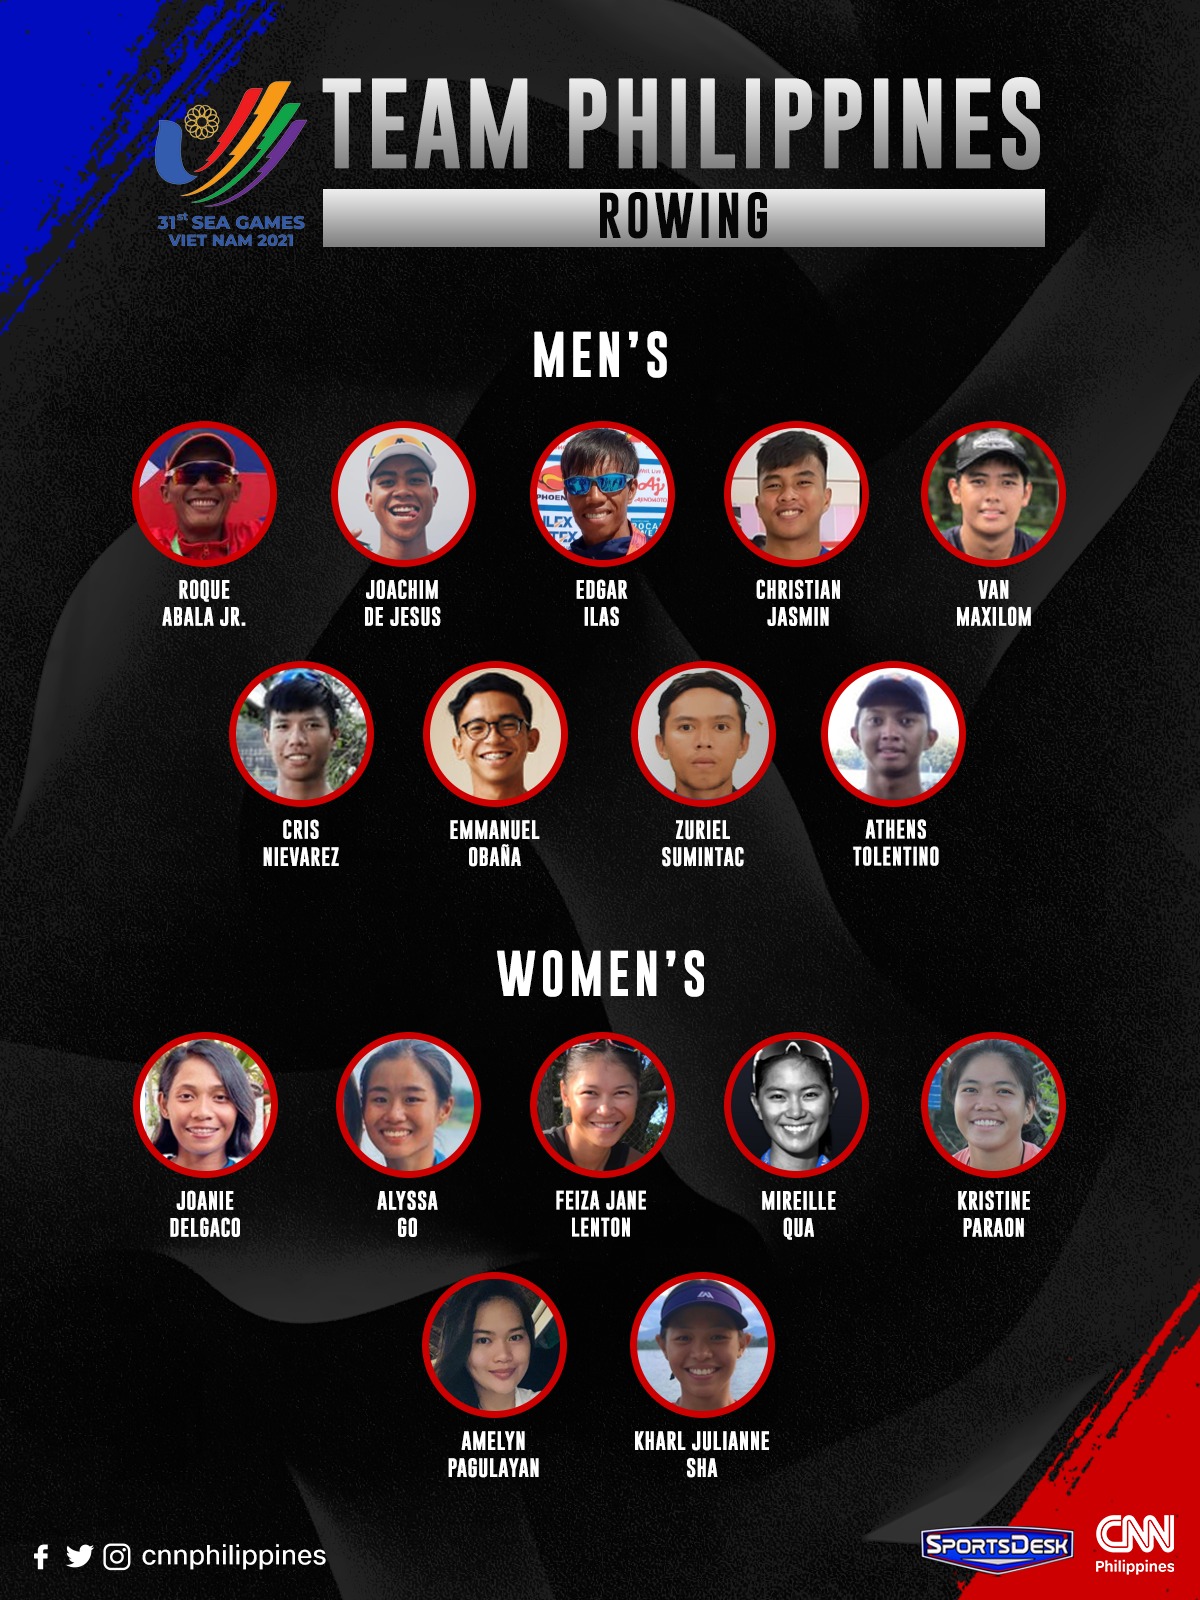 31st SEA GAMES
VIET NAM 2021
TEAM PHILIPPINES
ROWING
MEN'S
ROQUE
ABALA JR.
JOACHIM
DE JESUS
EDGAR
ILAS
CHRISTIAN
JASMIN
VAN
MAXILOM
CRIS
NIEVAREZ
EMMANUEL
OBAÑA
ZURIEL
SUMINTAC
ATHENS
TOLENTINO
WOMEN'S
JOANIE
DELGACO
ALYSSA
GO
FEIZA JANE
LENTON
MIREILLE
QUA
KRISTINE
PARAON
AMELYN
PAGULAYAN
KHARL JULIANNE
SHA
cnnphilippines
SPORTSDESK
CNN
Philippines